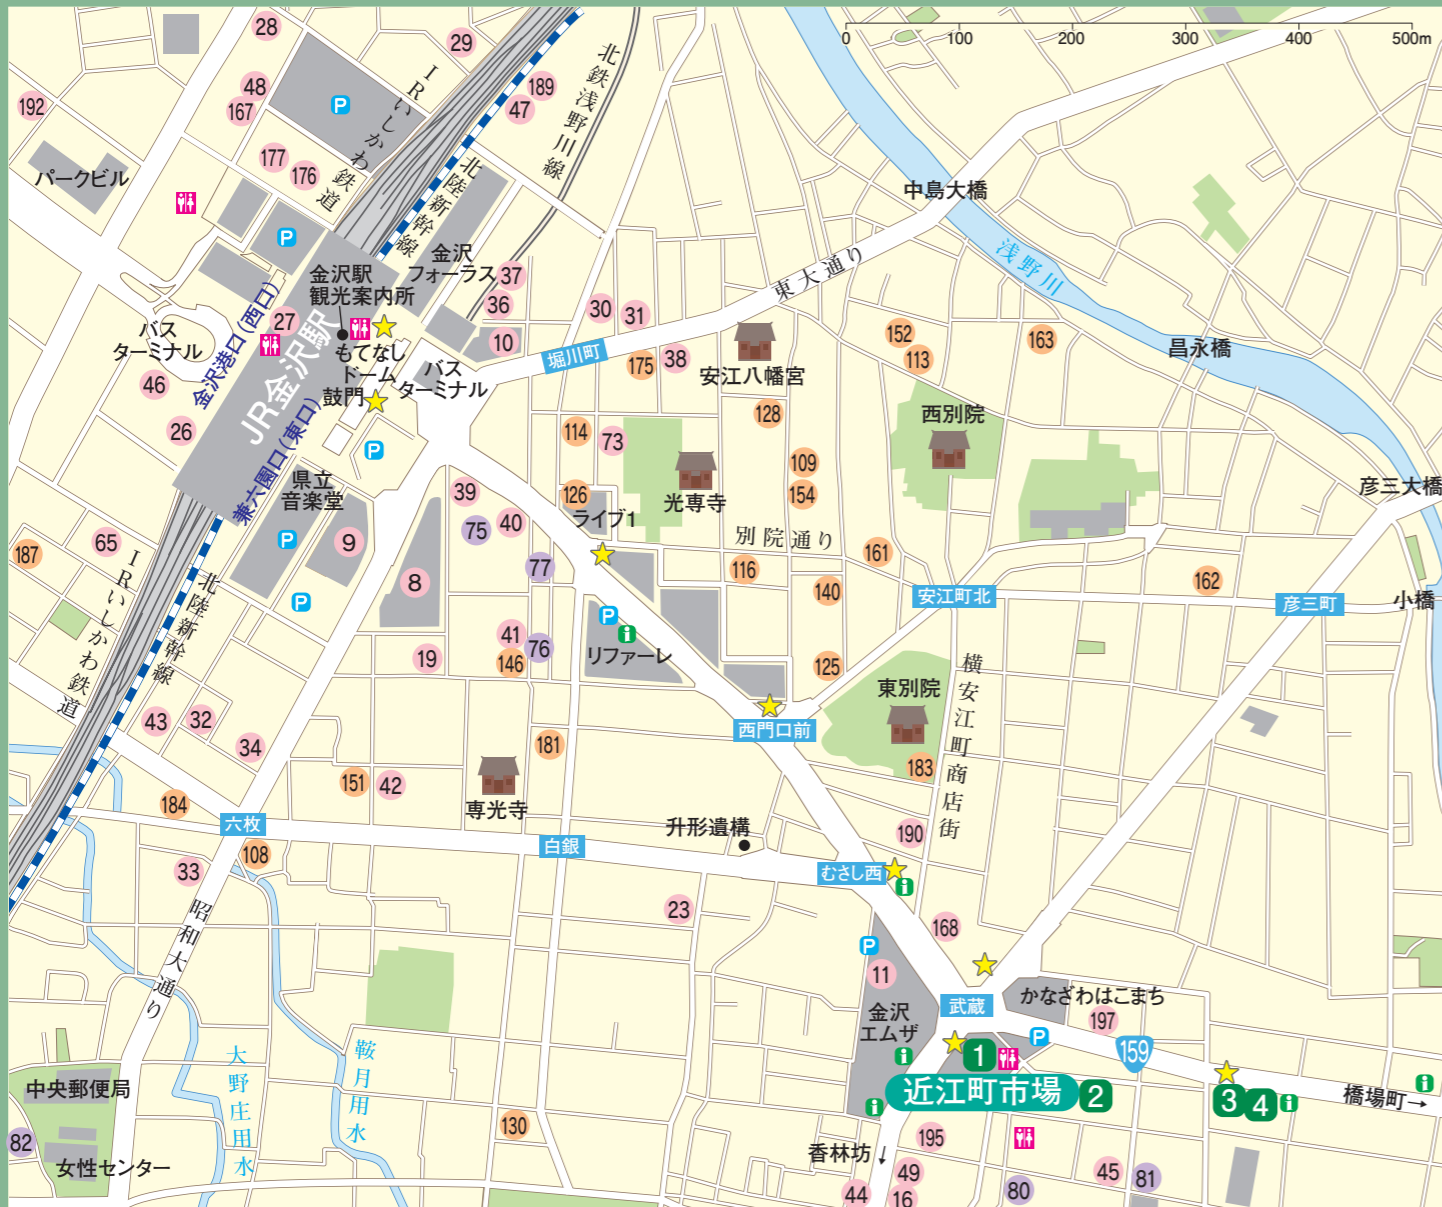 28
29
48
167
192
P
189
47
IRいしかわ鉄道
北鉄浅野川線
0
100
200
300
400
500m
177
176
パークビル
北陸新幹線
中島大橋
浅野川
東大通り
P
金沢
フォーラス
37
36
10
金沢駅
観光案内所
27
30
31
堀川町
175
38
安江八幡宮
152
113
163
昌永橋
バス
ターミナル
46
26
金沢港口(西口)
JR金沢駅
もてなし
ドーム
鼓門
バス
ターミナル
兼六園口(東口)
P
128
西別院
114
73
109
154
126
光専寺
彦三大橋
県立
音楽堂
39
75
40
ライブ1
別院通り
9
P
P
8
77
116
161
140
安江町北
162
彦三町
小橋
65
187
IRいしかわ鉄道
北陸新幹線
19
41
76
146
P
i
リファーレ
125
東別院
183
横安江町商店街
西門口前
43
32
34
181
151
42
専光寺
184
六枚
108
33
昭和大通り
白銀
升形遺構
むさし西
190
i
23
168
P
11
金沢
エムザ
武蔵
かなざわはこまち
197
159
P
i
1
近江町市場
2
i
3
4
i
i
橋場町→
中央郵便局
82
女性センター
大野庄用水
鞍月用水
130
香林坊↓
195
49
44
16
80
45
81